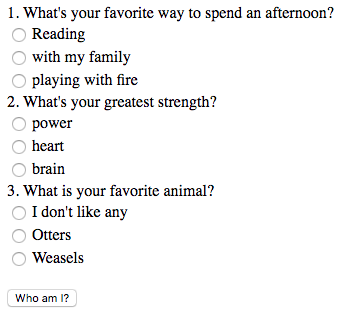 1. What's your favorite way to spend an afternoon?
Reading
with my family
playing with fire
2. What's your greatest strength?
power
heart
brain
3. What is your favorite animal?
I don't like any
Otters
Weasels
Who am I?